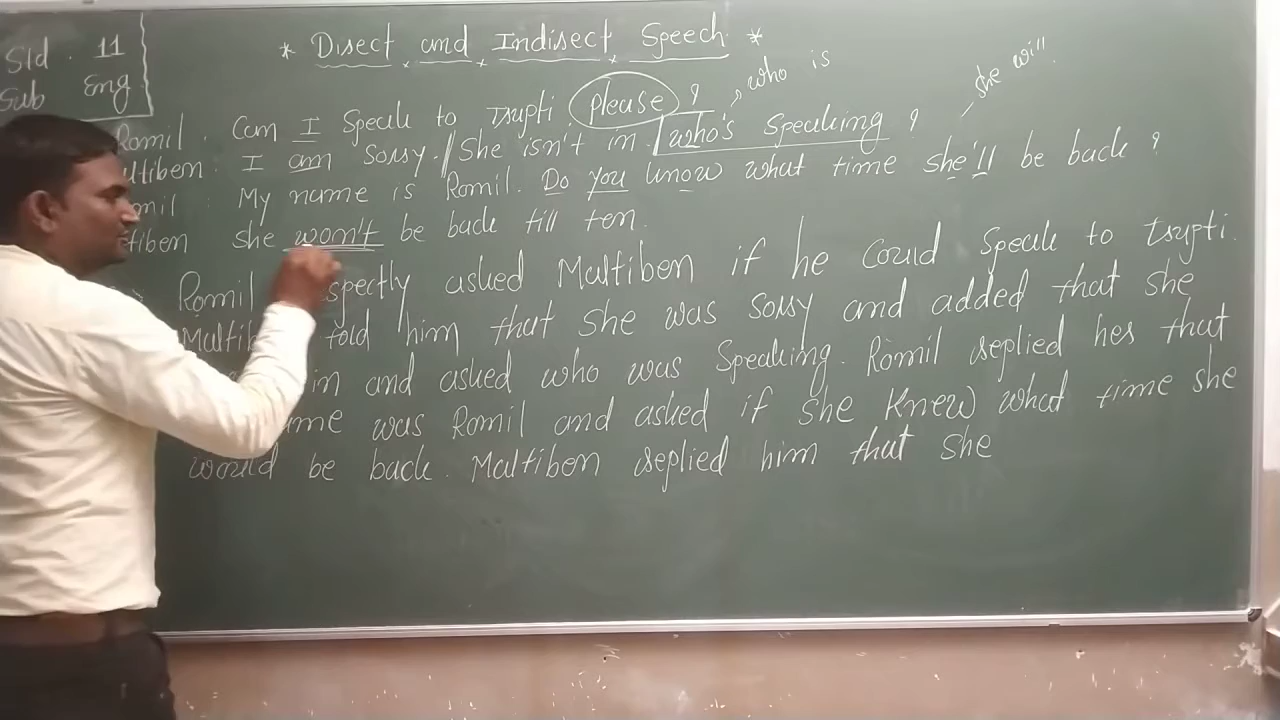 Std. 11
Sub Eng
* Direct and Indirect Speech *
Romil. Can I Speak to Trupti Please?
who is
she will.
I am sorry. // She isn't in. who's Speaking?
My name is Romil. Do you know what time she'll be back?
she won't be back till ten.
Romil asked Maltiben if he Could Speak to Trupti.
told him that She was sorry and added that she
in and asked who was Speaking. Romil replied her that
was Romil and asked if She Knew what time she
would be back. Maltiben replied him that she